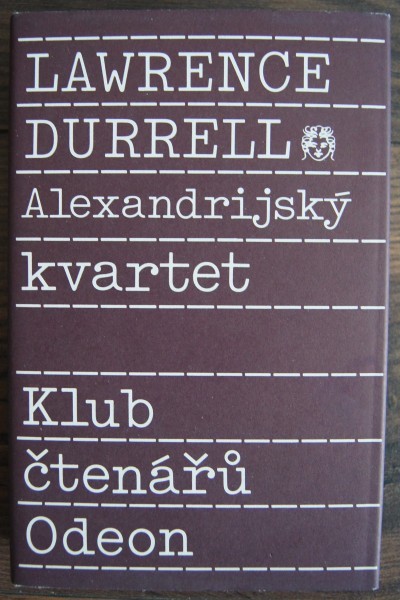 LAWRENCE
DURRELL
Alexandrijský
kvartet
Klub
čtenářů
Odeon